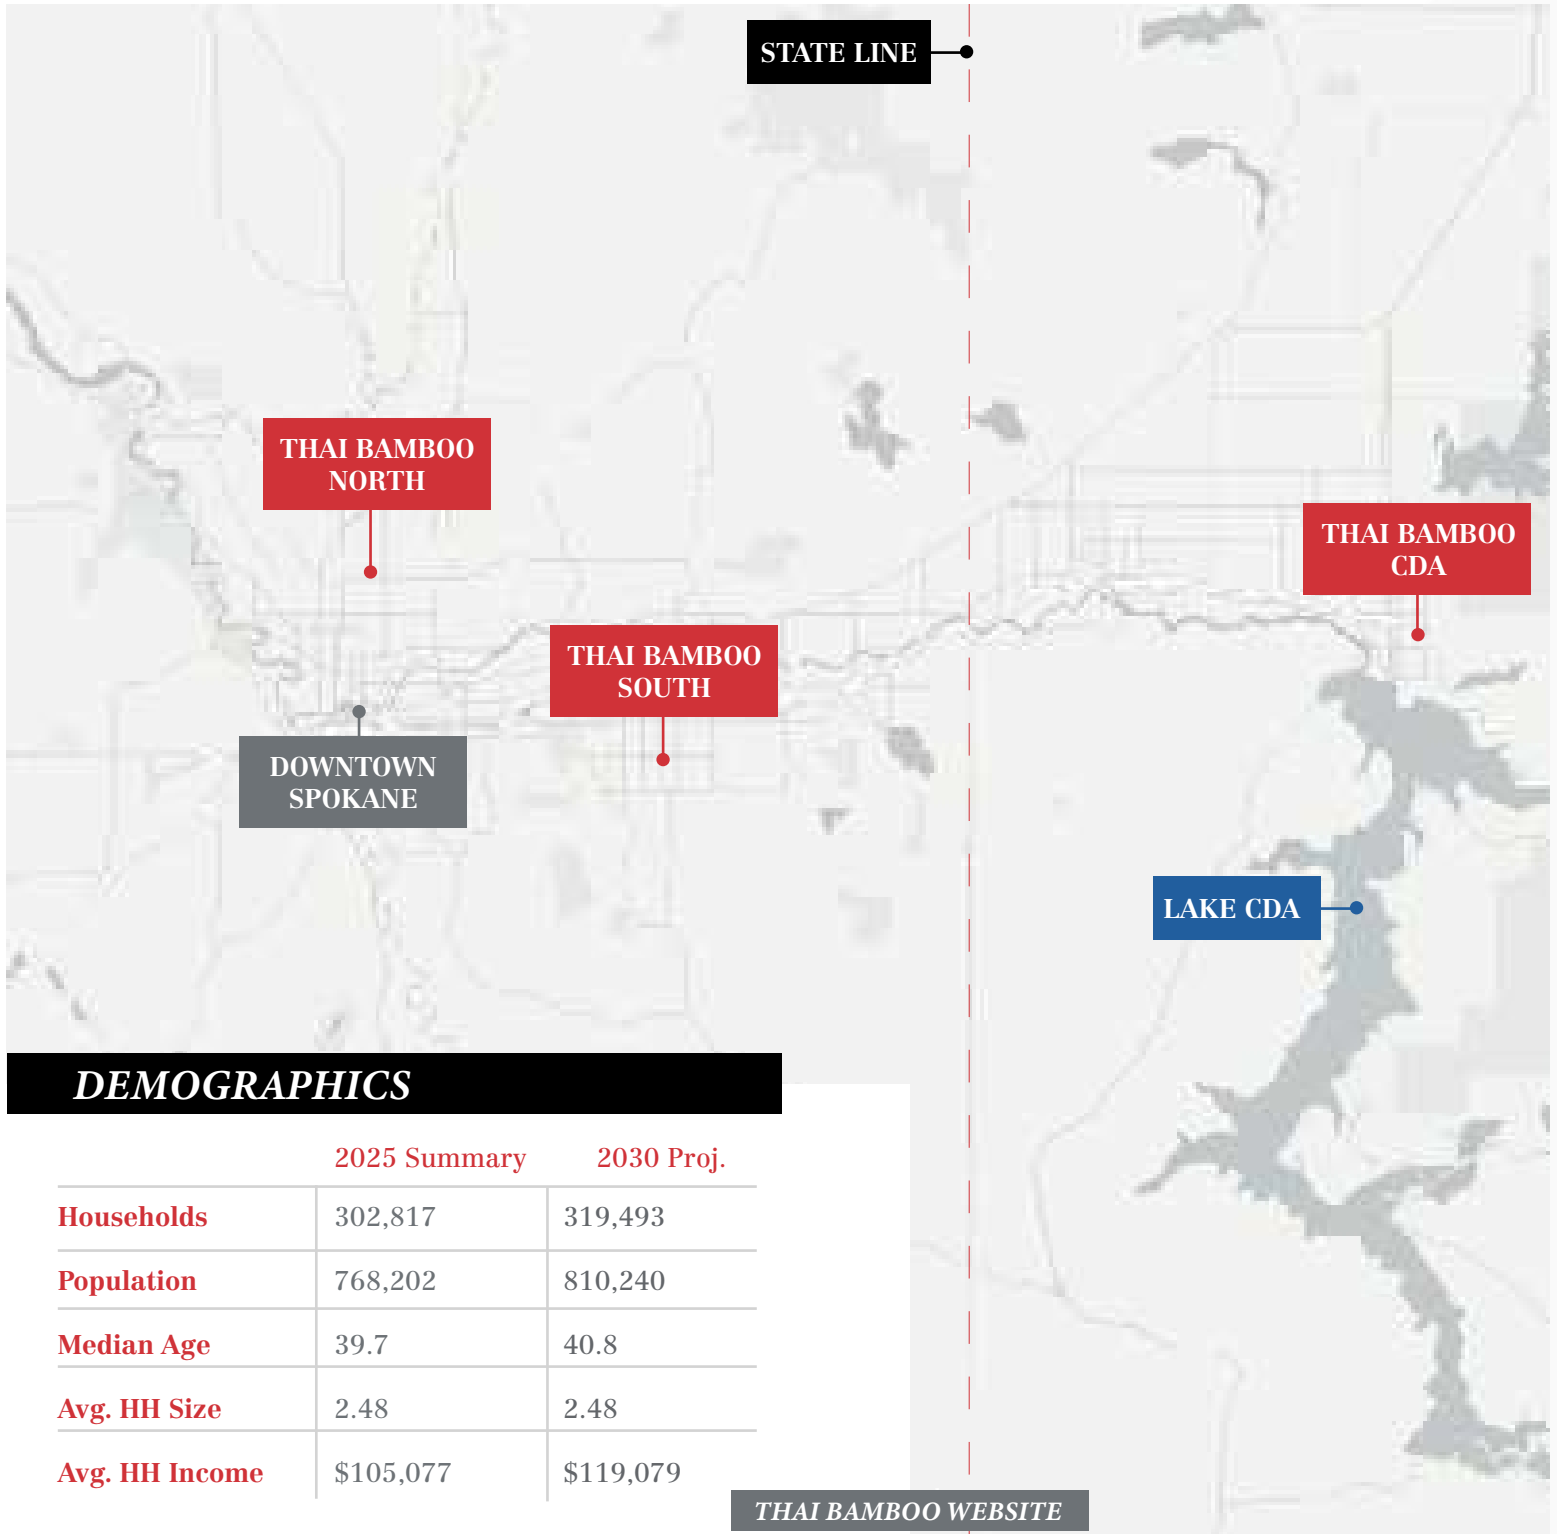 STATE LINE
THAI BAMBOO
NORTH
THAI BAMBOO
CDA
THAI BAMBOO
SOUTH
DOWNTOWN
SPOKANE
LAKE CDA
DEMOGRAPHICS
2025 Summary 2030 Proj.
Households 302,817 319,493
Population 768,202 810,240
Median Age 39.7 40.8
Avg. HH Size 2.48 2.48
Avg. HH Income $105,077 $119,079
THAI BAMBOO WEBSITE